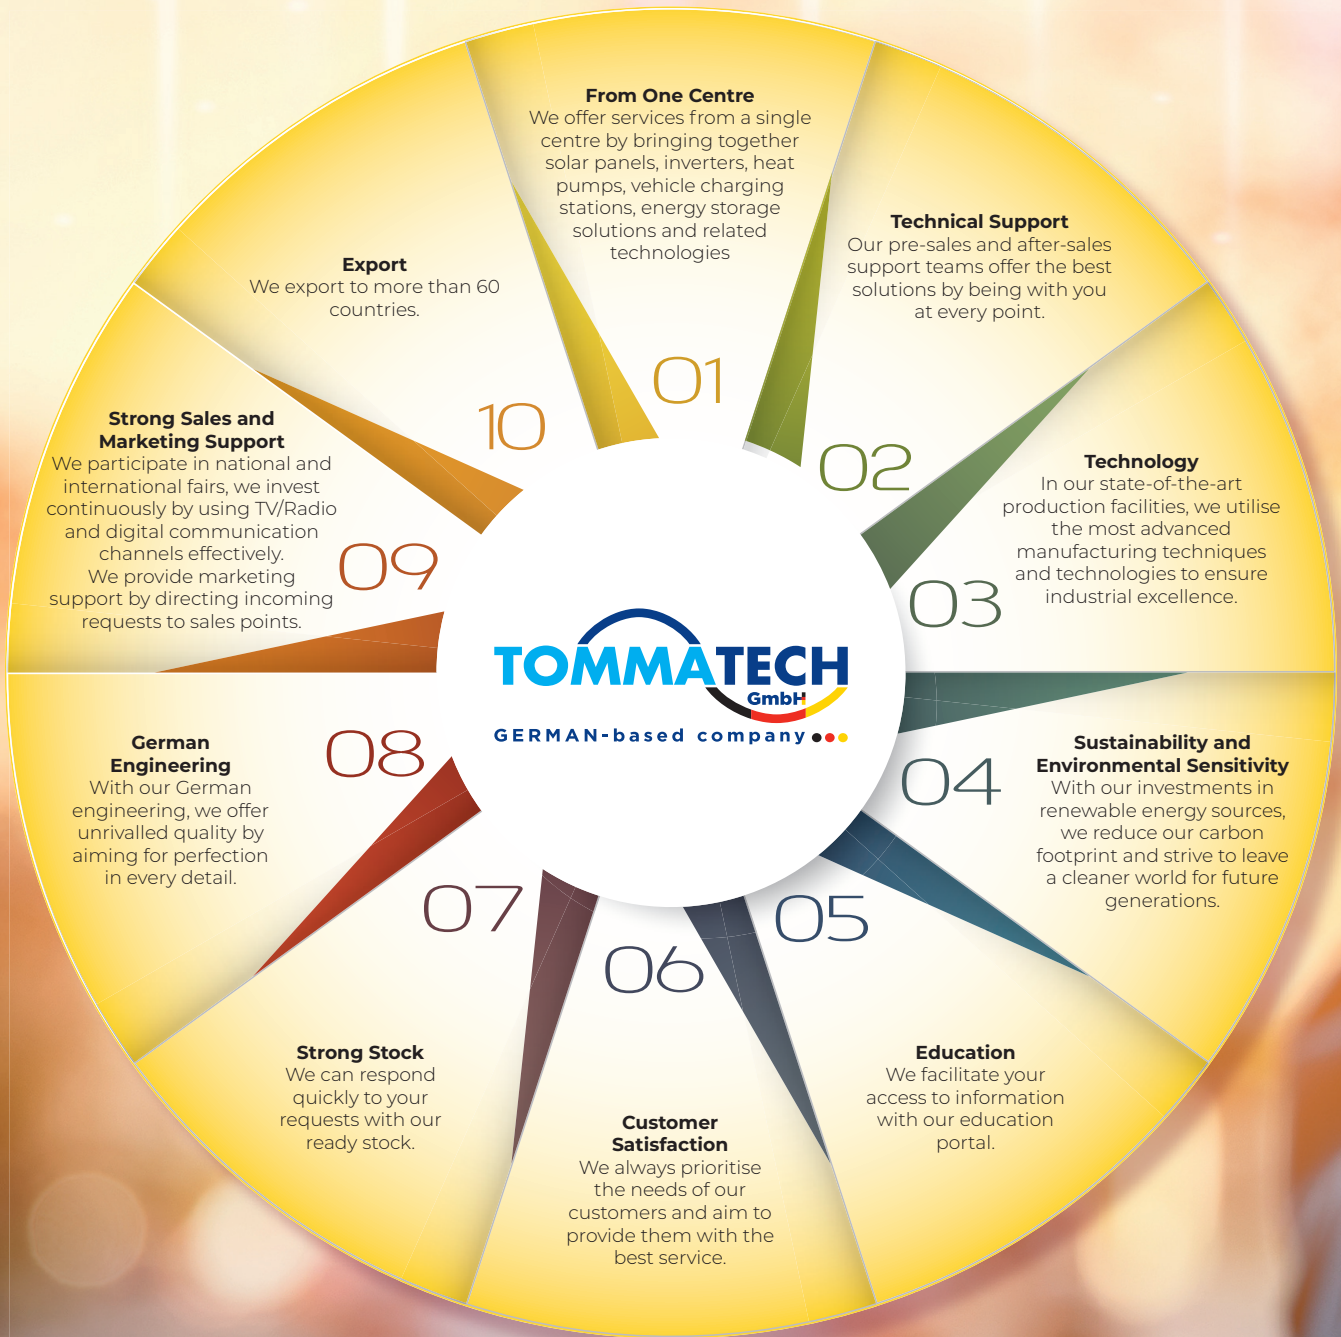 From One Centre
We offer services from a single
centre by bringing together
solar panels, inverters, heat
pumps, vehicle charging
stations, energy storage
solutions and related
technologies
01
Technical Support
Our pre-sales and after-sales
support teams offer the best
solutions by being with you
at every point.
02
Technology
In our state-of-the-art
production facilities, we utilise
the most advanced
manufacturing techniques
and technologies to ensure
industrial excellence.
03
Sustainability and
Environmental Sensitivity
With our investments in
renewable energy sources,
we reduce our carbon
footprint and strive to leave
a cleaner world for future
generations.
04
Education
We facilitate your
access to information
with our education
portal.
05
Customer
Satisfaction
We always prioritise
the needs of our
customers and aim to
provide them with the
best service.
06
Strong Stock
We can respond
quickly to your
requests with our
ready stock.
07
German
Engineering
With our German
engineering, we offer
unrivalled quality by
aiming for perfection
in every detail.
08
Strong Sales and
Marketing Support
We participate in national and
international fairs, we invest
continuously by using TV/Radio
and digital communication
channels effectively.
We provide marketing
support by directing incoming
requests to sales points.
09
Export
We export to more than 60
countries.
10
TOMMATECH
GmbH
GERMAN-based company